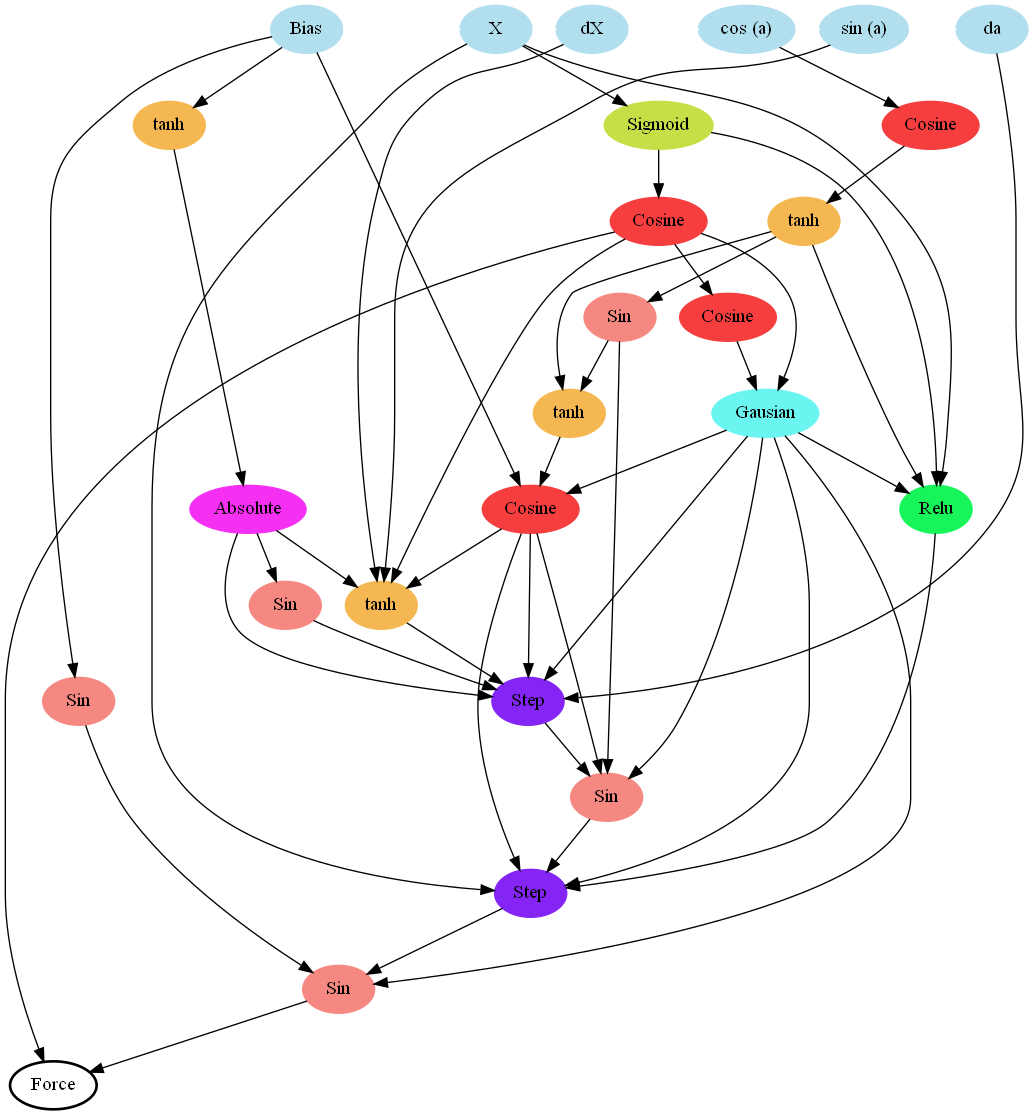 Bias
X
dX
cos (a)
sin (a)
da
tanh
Sigmoid
Cosine
Cosine
tanh
Sin
Cosine
tanh
Gausian
Absolute
Cosine
Relu
Sin
tanh
Sin
Step
Sin
Step
Sin
Force